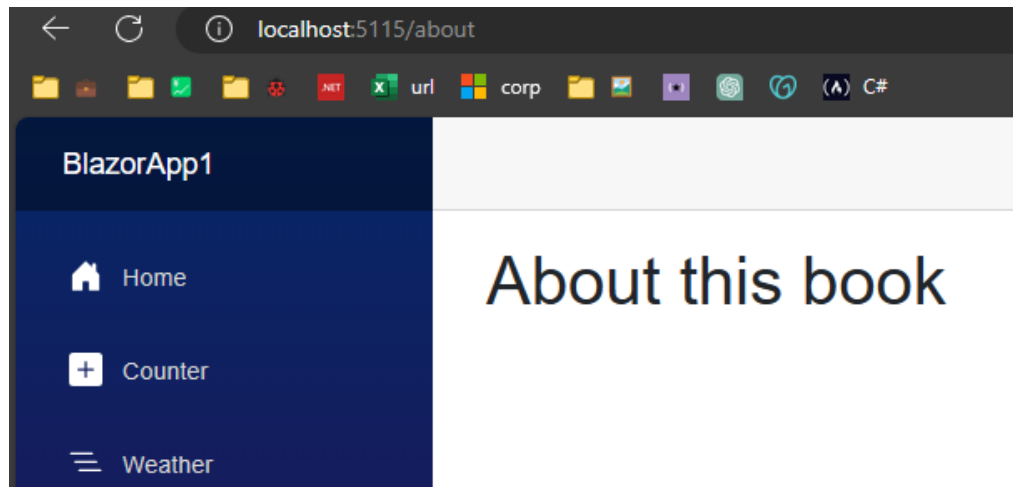 localhost:5115/about
.NET url corp C#
BlazorApp1
About this book
Home
Counter
Weather